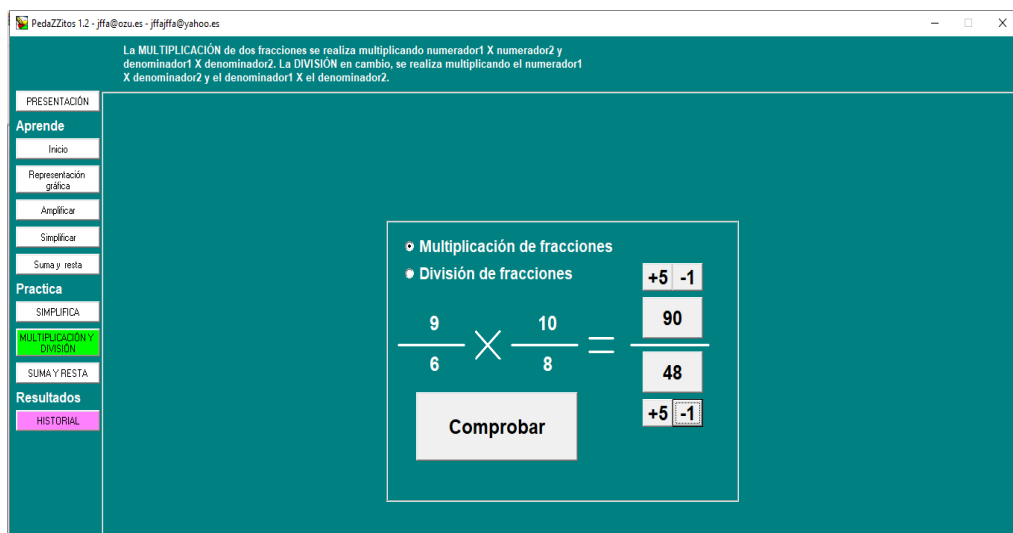 PedaZZitos 1.2 - jffa@ozu.es - jffajffa@yahoo.es
La MULTIPLICACIÓN de dos fracciones se realiza multiplicando numerador1 X numerador2 y
denominador1 X denominador2. La DIVISIÓN en cambio, se realiza multiplicando el numerador1
X denominador2 y el denominador1 X el denominador2.
PRESENTACIÓN
Aprende
Inicio
Representación
gráfica
Amplificar
Simplificar
Suma y resta
Practica
SIMPLIFICA
MULTIPLICACIÓN Y
DIVISIÓN
SUMA Y RESTA
Resultados
HISTORIAL
Multiplicación de fracciones
División de fracciones
+5 -1
9 10 90
× =
6 8 48
+5 -1
Comprobar